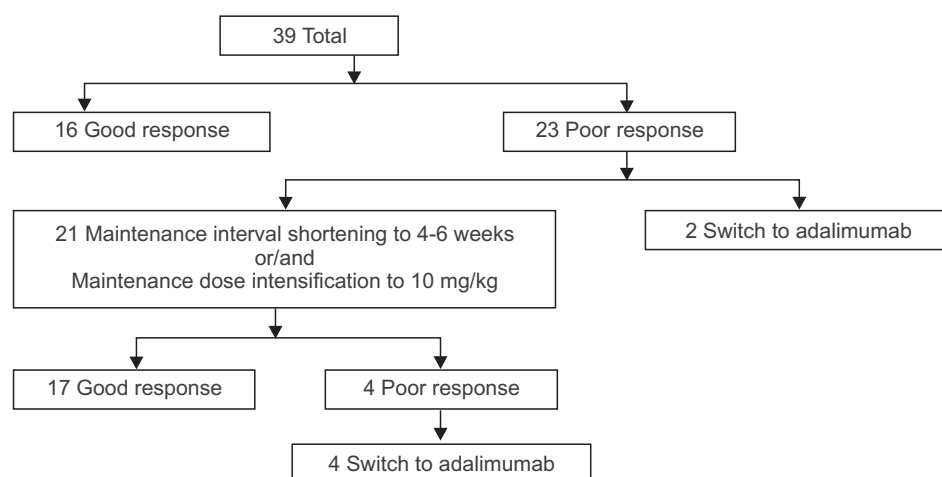 39 Total
16 Good response
23 Poor response
21 Maintenance interval shortening to 4-6 weeks
or/and
Maintenance dose intensification to 10 mg/kg
2 Switch to adalimumab
17 Good response
4 Poor response
4 Switch to adalimumab